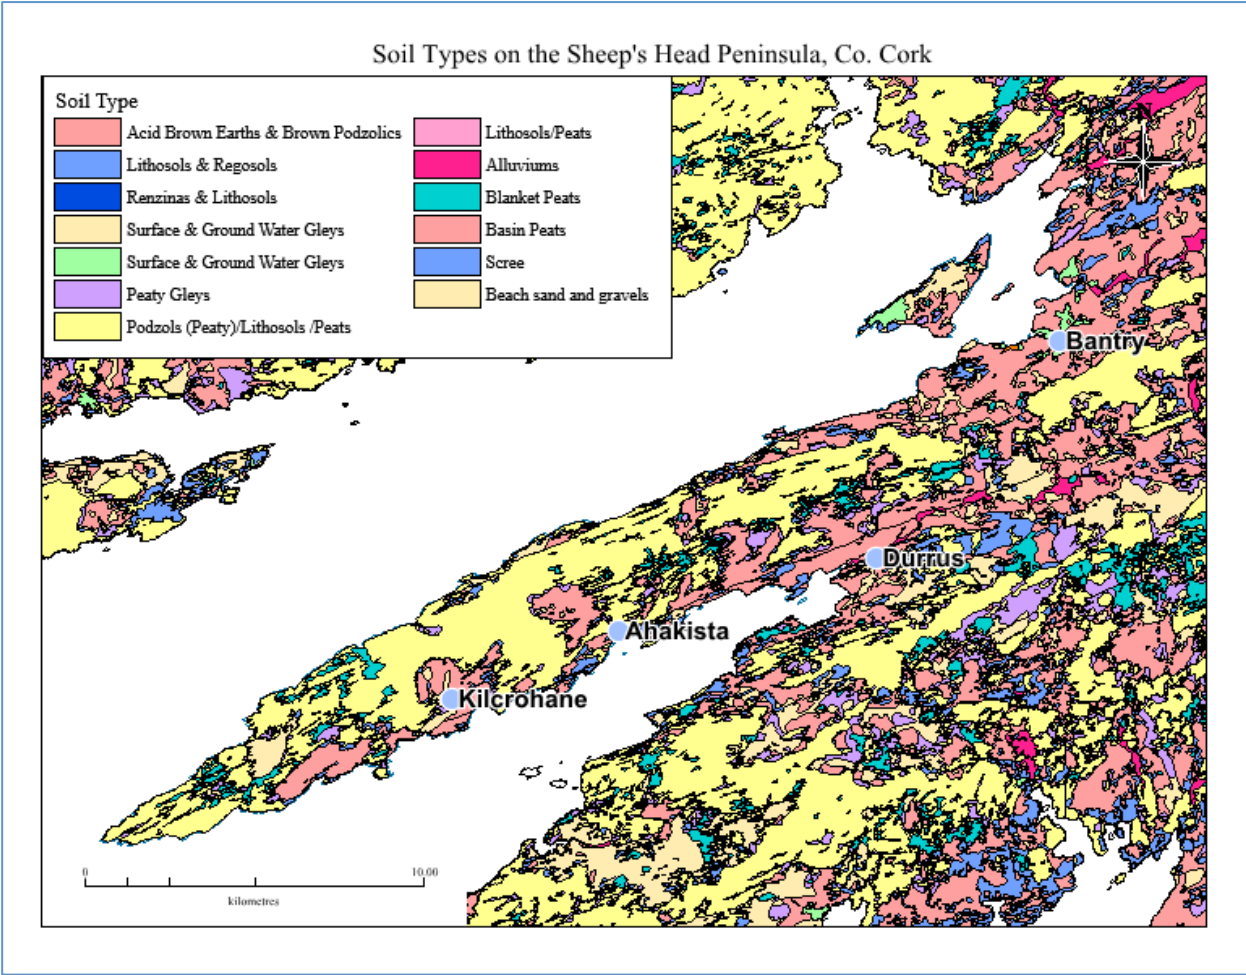 Soil Types on the Sheep's Head Peninsula, Co. Cork
Soil Type
Acid Brown Earths & Brown Podzolics
Lithosols & Regosols
Renzinas & Lithosols
Surface & Ground Water Gleys
Surface & Ground Water Gleys
Peaty Gleys
Podzols (Peaty)/Lithosols /Peats
Lithosols/Peats
Alluviums
Blanket Peats
Basin Peats
Scree
Beach sand and gravels
N
Bantry
Durrus
Ahakista
Kilcrohane
0
10.00
kilometres